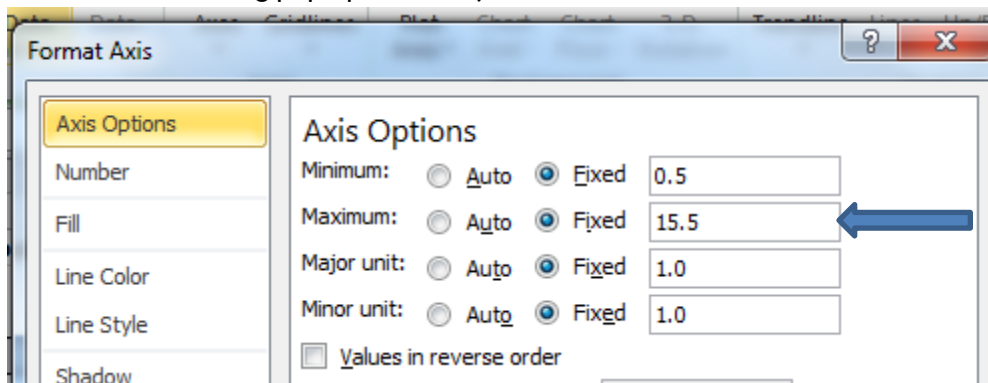 Format Axis
Axis Options
Number
Fill
Line Color
Line Style
Shadow
Axis Options
Minimum: Auto Fixed 0.5
Maximum: Auto Fixed 15.5
Major unit: Auto Fixed 1.0
Minor unit: Auto Fixed 1.0
Values in reverse order